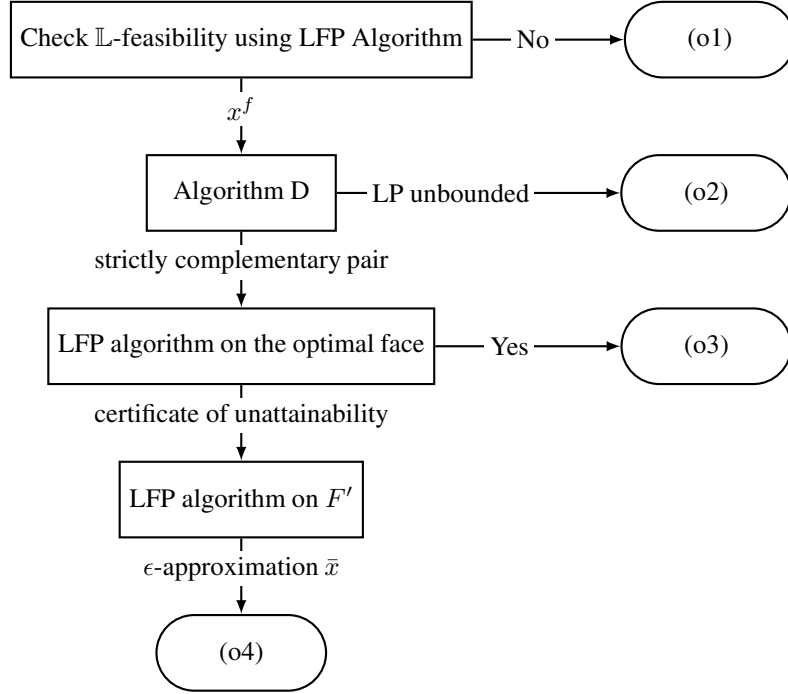 Check 𝕃-feasibility using LFP Algorithm
No
(o1)
x^f
Algorithm D
LP unbounded
(o2)
strictly complementary pair
LFP algorithm on the optimal face
Yes
(o3)
certificate of unattainability
LFP algorithm on F′
ϵ-approximation x̄
(o4)